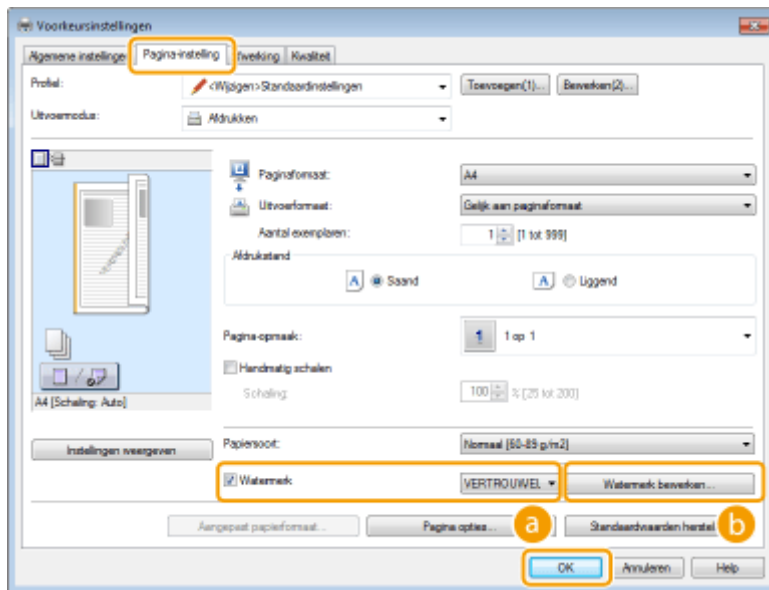 Voorkeursinstellingen
Algemene instellinge Pagina-instelling fwerking Kwaliteit
Profiel: <Wijzigen>Standaardinstellingen Toevoegen(1)... Bewerken(2)...
Uitvoermodus: Afdrukken
Paginaformaat: A4
Uitvoerformaat: Gelijk aan paginaformaat
Aantal exemplaren: 1 [1 tot 999]
Afdrukstand
A Staand A Liggend
Pagina-opmaak: 1 1 op 1
Handmatig schalen
Schaling: 100 % [25 tot 200]
A4 [Schaling: Auto]
Instellingen weergeven
Papiersoort: Normaal [60-89 g/m2]
Watermerk VERTROUWEL Watermerk bewerken...
Aangepast papierformaat... Pagina opties... a Standaardwaarden herstel b
OK Annuleren Help